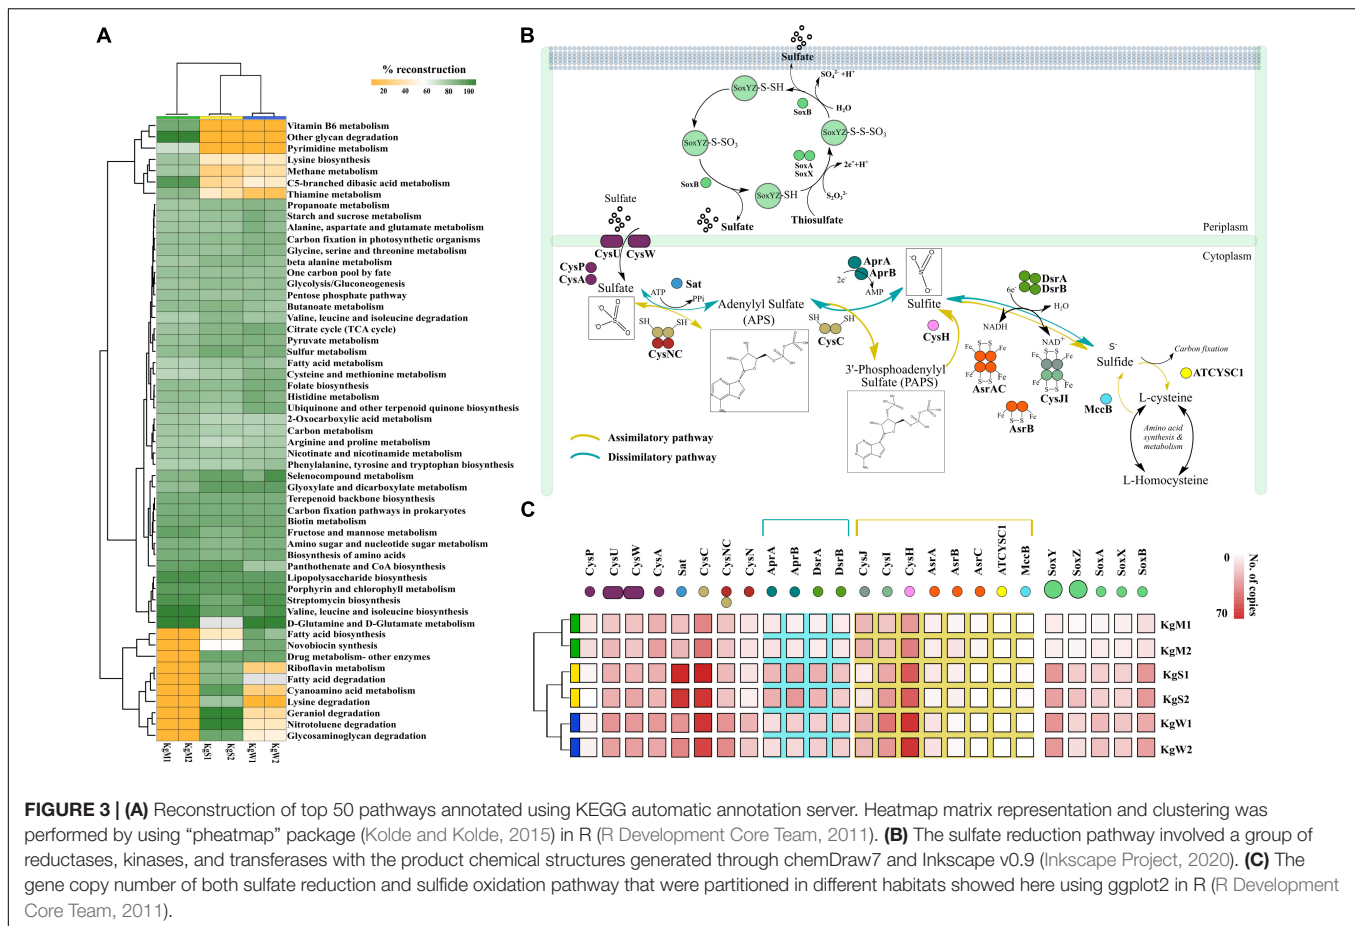 A
% reconstruction
20 40 60 80 100
Vitamin B6 metabolism
Other glycan degradation
Pyrimidine metabolism
Lysine biosynthesis
Methane metabolism
C5-branched dibasic acid metabolism
Thiamine metabolism
Propanoate metabolism
Starch and sucrose metabolism
Alanine, aspartate and glutamate metabolism
Carbon fixation in photosynthetic organisms
Glycine, serine and threonine metabolism
beta alanine metabolism
One carbon pool by fate
Glycolysis/Gluconeogenesis
Pentose phosphate pathway
Butanoate metabolism
Valine, leucine and isoleucine degradation
Citrate cycle (TCA cycle)
Pyruvate metabolism
Sulfur metabolism
Fatty acid metabolism
Cysteine and methionine metabolism
Folate biosynthesis
Histidine metabolism
Ubiquinone and other terpenoid quinone biosynthesis
2-Oxocarboxylic acid metabolism
Carbon metabolism
Arginine and proline metabolism
Nicotinate and nicotinamide metabolism
Phenylalanine, tyrosine and tryptophan biosynthesis
Selenocompound metabolism
Glyoxylate and dicarboxylate metabolism
Terepenoid backbone biosynthesis
Carbon fixation pathways in prokaryotes
Biotin metabolism
Fructose and mannose metabolism
Amino sugar and nucleotide sugar metabolism
Biosynthesis of amino acids
Panthothenate and CoA biosynthesis
Lipopolysaccharide biosynthesis
Porphyrin and chlorophyll metabolism
Streptomycin biosynthesis
Valine, leucine and isoleucine biosynthesis
D-Glutamine and D-Glutamate metabolism
Fatty acid biosynthesis
Novobiocin synthesis
Drug metabolism- other enzymes
Riboflavin metabolism
Fatty acid degradation
Cyanoamino acid metabolism
Lysine degradation
Geraniol degradation
Nitrotoluene degradation
Glycosaminoglycan degradation
KgM1 KgM2 KgS1 KgS2 KgW1 KgW2
B
Sulfate
SO₄²⁻ +H⁺
H₂O
SoxB
SoxYZ-S-SH
SoxYZ-S-S-SO₃
SoxYZ-S-SO₃
SoxA
SoxX
2e⁻+H⁺
S₂O₃²⁻
SoxB
SoxYZ-SH
Sulfate
Thiosulfate
Sulfate
Periplasm
Cytoplasm
CysU CysW
CysP
CysA
Sulfate
ATP
PPi
Sat
SH SH
CysNC
Adenylyl Sulfate
(APS)
AprA
AprB
2e⁻
AMP
SH SH
CysC
Sulfite
CysH
3'-Phosphoadenylyl
Sulfate (PAPS)
DsrA
DsrB
6e⁻
H₂O
NADH
NAD⁺
Fe S S Fe
AsrAC
CysJI
AsrB
S⁻
Sulfide
Carbon fixation
ATCYSC1
MccB
L-cysteine
Amino acid
synthesis &
metabolism
L-Homocysteine
Assimilatory pathway
Dissimilatory pathway
C
CysP CysU CysW CysA Sat CysC CysNC CysN AprA AprB DsrA DsrB CysJ CysI CysH AsrA AsrB AsrC ATCYSC1 MccB SoxY SoxZ SoxA SoxX SoxB
0
70
No. of copies
KgM1
KgM2
KgS1
KgS2
KgW1
KgW2
FIGURE 3 | (A) Reconstruction of top 50 pathways annotated using KEGG automatic annotation server. Heatmap matrix representation and clustering was
performed by using “pheatmap” package (Kolde and Kolde, 2015) in R (R Development Core Team, 2011). (B) The sulfate reduction pathway involved a group of
reductases, kinases, and transferases with the product chemical structures generated through chemDraw7 and Inkscape v0.9 (Inkscape Project, 2020). (C) The
gene copy number of both sulfate reduction and sulfide oxidation pathway that were partitioned in different habitats showed here using ggplot2 in R (R Development
Core Team, 2011).